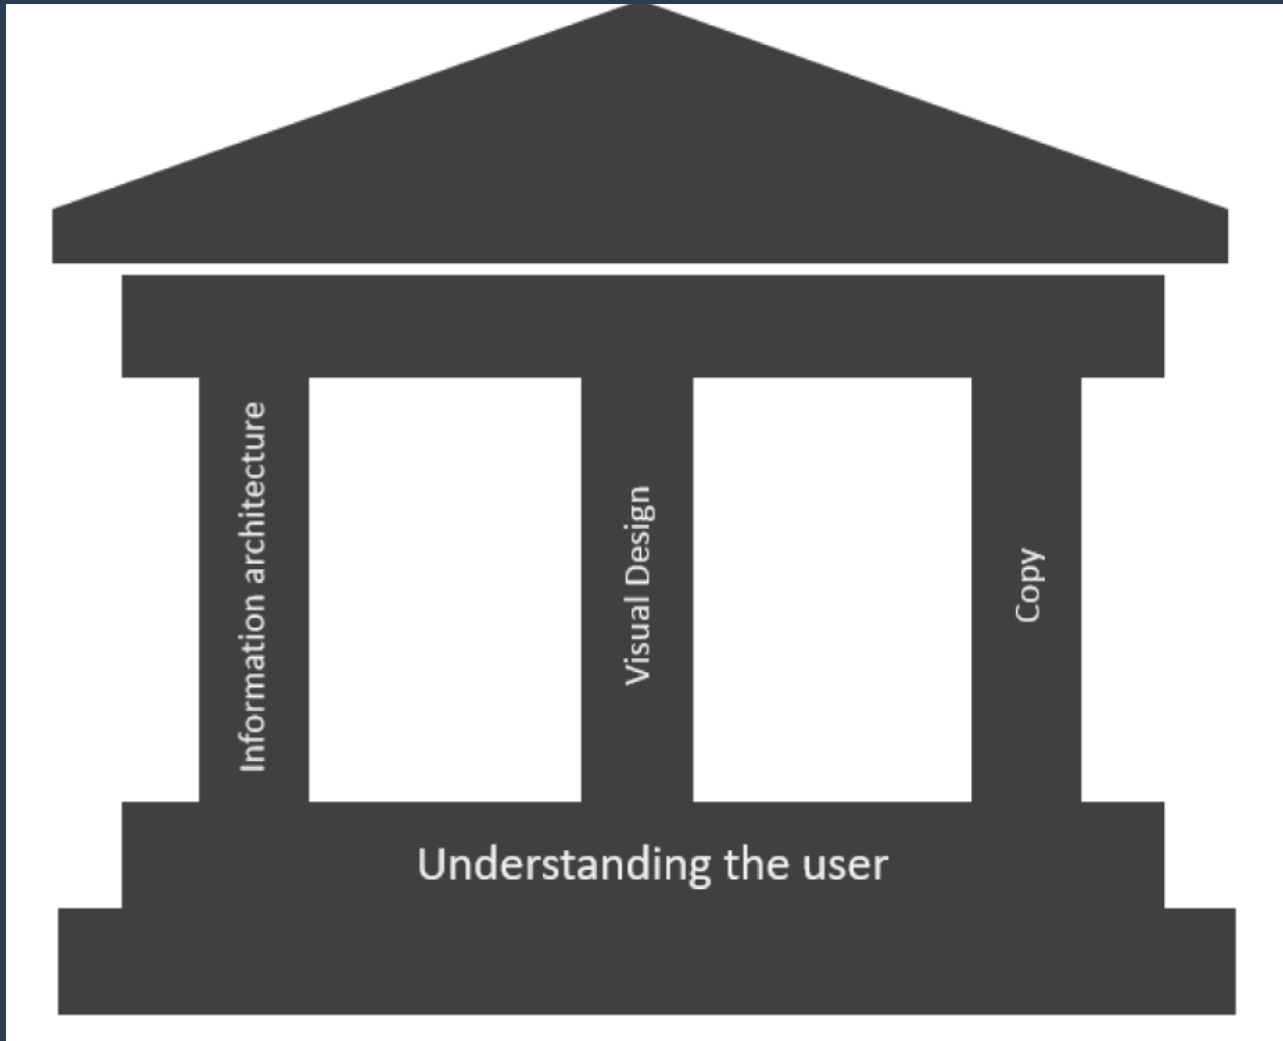 Information architecture
Visual Design
Copy
Understanding the user